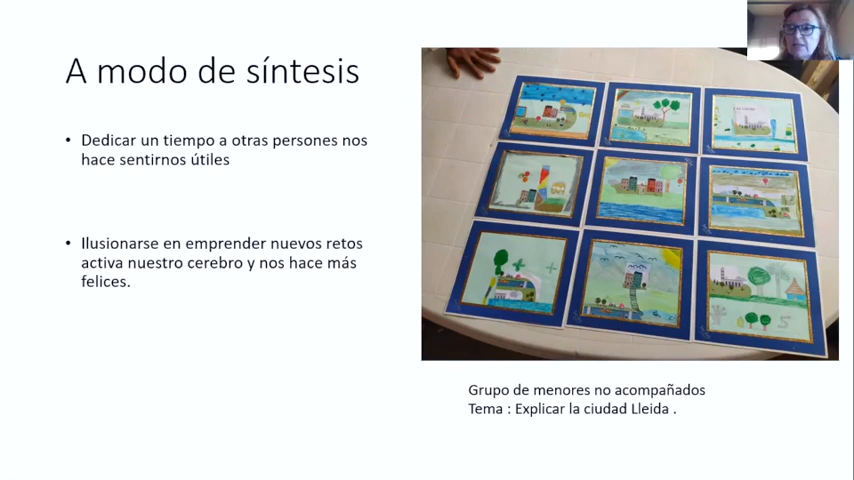 A modo de síntesis
• Dedicar un tiempo a otras persones nos
hace sentirnos útiles
• Ilusionarse en emprender nuevos retos
activa nuestro cerebro y nos hace más
felices.
Grupo de menores no acompañados
Tema : Explicar la ciudad Lleida .